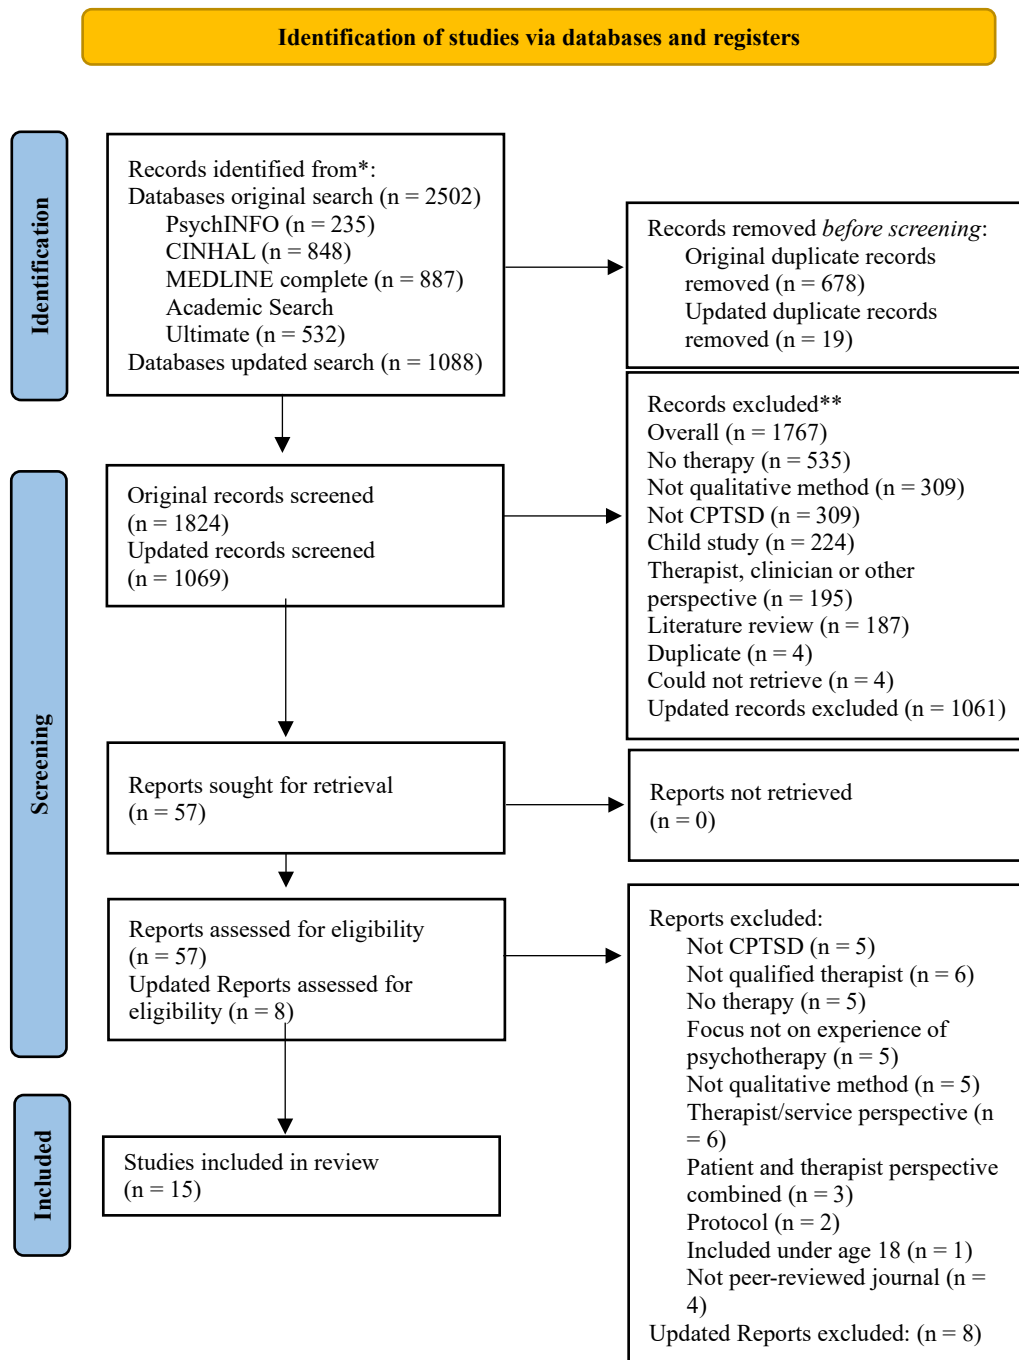 Identification of studies via databases and registers
Identification
Records identified from*:
Databases original search (n = 2502)
PsychINFO (n = 235)
CINHAL (n = 848)
MEDLINE complete (n = 887)
Academic Search
Ultimate (n = 532)
Databases updated search (n = 1088)
Records removed before screening:
Original duplicate records
removed (n = 678)
Updated duplicate records
removed (n = 19)
Screening
Original records screened
(n = 1824)
Updated records screened
(n = 1069)
Records excluded**
Overall (n = 1767)
No therapy (n = 535)
Not qualitative method (n = 309)
Not CPTSD (n = 309)
Child study (n = 224)
Therapist, clinician or other
perspective (n = 195)
Literature review (n = 187)
Duplicate (n = 4)
Could not retrieve (n = 4)
Updated records excluded (n = 1061)
Reports sought for retrieval
(n = 57)
Reports not retrieved
(n = 0)
Reports assessed for eligibility
(n = 57)
Updated Reports assessed for
eligibility (n = 8)
Reports excluded:
Not CPTSD (n = 5)
Not qualified therapist (n = 6)
No therapy (n = 5)
Focus not on experience of
psychotherapy (n = 5)
Not qualitative method (n = 5)
Therapist/service perspective (n
= 6)
Patient and therapist perspective
combined (n = 3)
Protocol (n = 2)
Included under age 18 (n = 1)
Not peer-reviewed journal (n =
4)
Updated Reports excluded: (n = 8)
Included
Studies included in review
(n = 15)